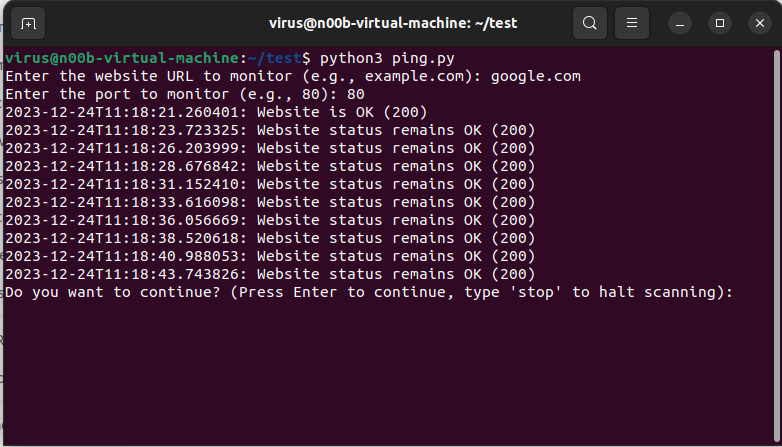 virus@n00b-virtual-machine: ~/test
virus@n00b-virtual-machine:~/test$ python3 ping.py
Enter the website URL to monitor (e.g., example.com): google.com
Enter the port to monitor (e.g., 80): 80
2023-12-24T11:18:21.260401: Website is OK (200)
2023-12-24T11:18:23.723325: Website status remains OK (200)
2023-12-24T11:18:26.203999: Website status remains OK (200)
2023-12-24T11:18:28.676842: Website status remains OK (200)
2023-12-24T11:18:31.152410: Website status remains OK (200)
2023-12-24T11:18:33.616098: Website status remains OK (200)
2023-12-24T11:18:36.056669: Website status remains OK (200)
2023-12-24T11:18:38.520618: Website status remains OK (200)
2023-12-24T11:18:40.988053: Website status remains OK (200)
2023-12-24T11:18:43.743826: Website status remains OK (200)
Do you want to continue? (Press Enter to continue, type 'stop' to halt scanning):